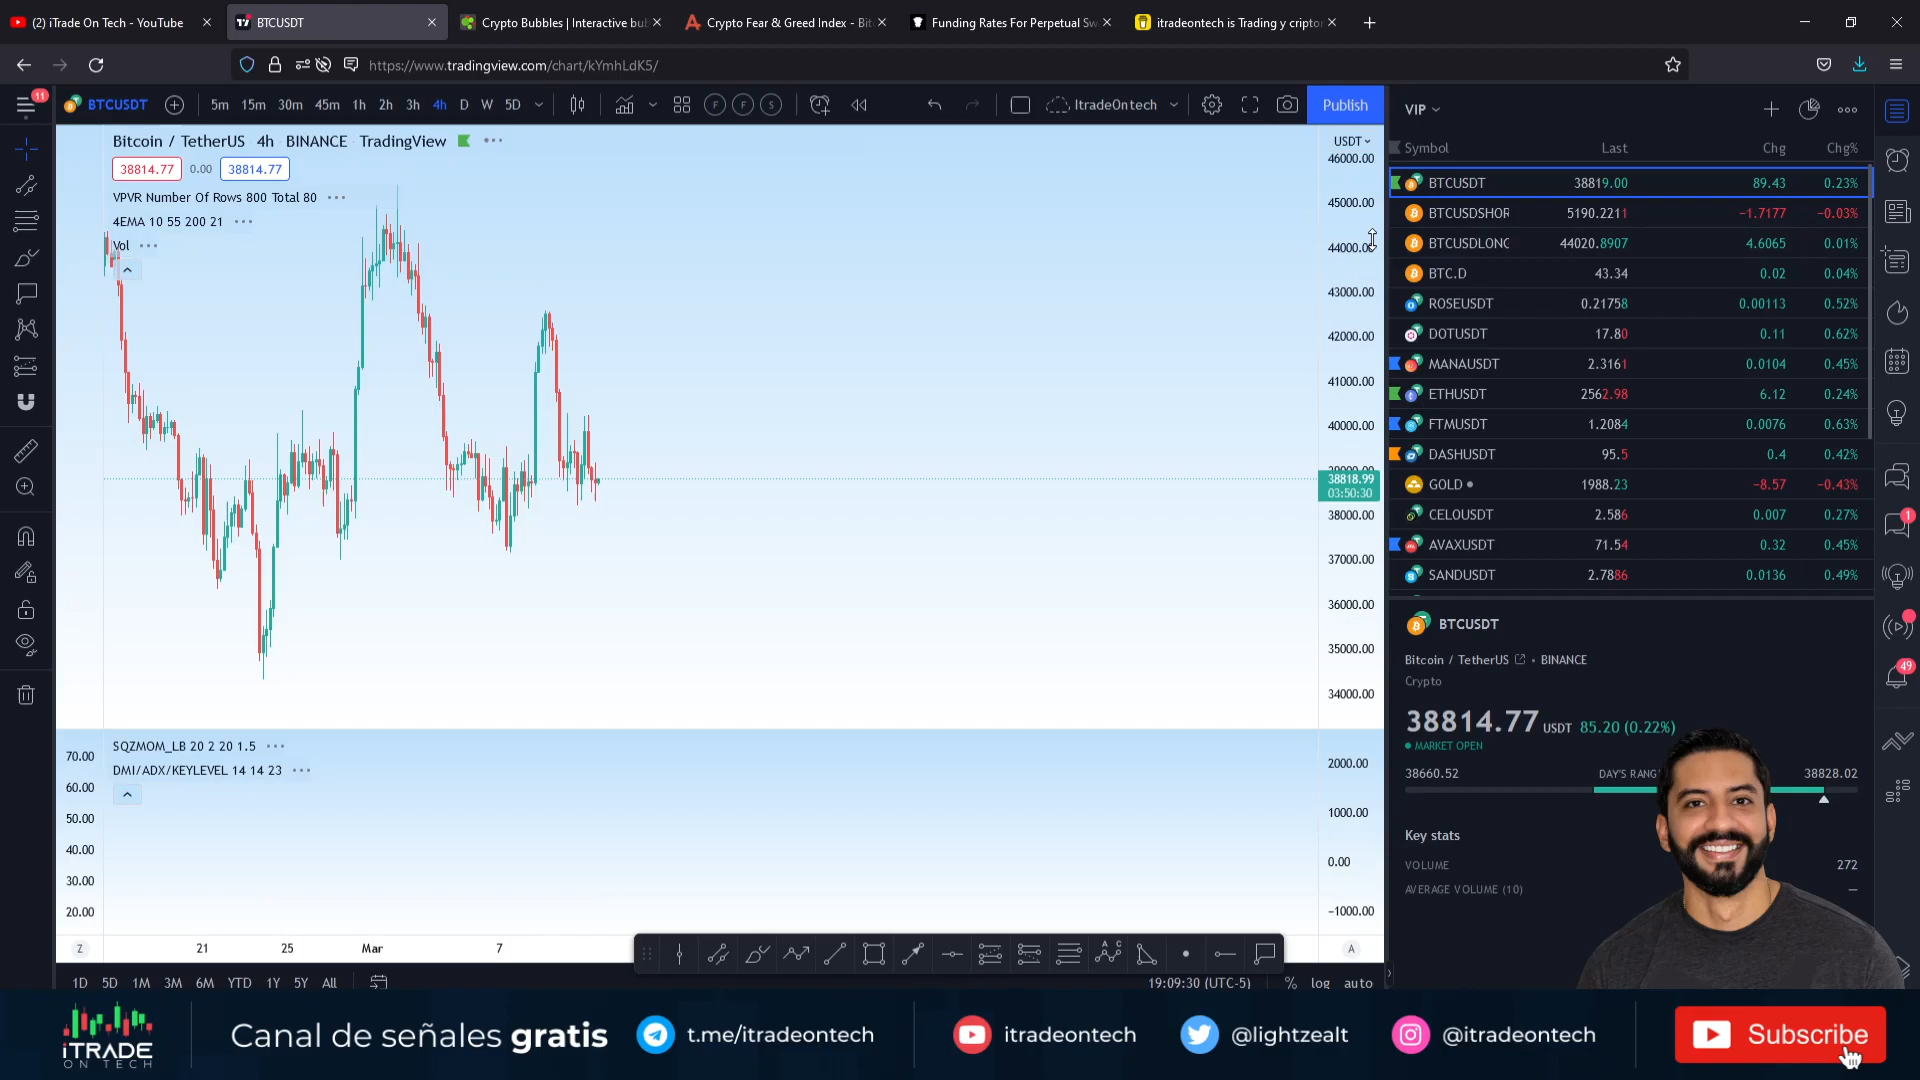 (2) iTrade On Tech - YouTube
BTCUSDT
Crypto Bubbles | Interactive bu
Crypto Fear & Greed Index - Bit
Funding Rates For Perpetual Sw
itradeontech is Trading y cripto
https://www.tradingview.com/chart/kYmhLdK5/
11
BTCUSDT 5m 15m 30m 45m 1h 2h 3h 4h D W 5D F F S ItradeOntech Publish
VIP
Bitcoin / TetherUS 4h BINANCE TradingView
38814.77 0.00 38814.77
VPVR Number Of Rows 800 Total 80
4EMA 10 55 200 21
Vol
USDT
46000.00
45000.00
44000.00
43000.00
42000.00
41000.00
40000.00
39000.00
38818.99
03:50:30
38000.00
37000.00
36000.00
35000.00
34000.00
Symbol Last Chg Chg%
BTCUSDT 38819.00 89.43 0.23%
BTCUSDSHOR 5190.2211 −1.7177 −0.03%
BTCUSDLONG 44020.8907 4.6065 0.01%
BTC.D 43.34 0.02 0.04%
ROSEUSDT 0.21758 0.00113 0.52%
DOTUSDT 17.80 0.11 0.62%
MANAUSDT 2.3161 0.0104 0.45%
ETHUSDT 2562.98 6.12 0.24%
FTMUSDT 1.2084 0.0076 0.63%
DASHUSDT 95.5 0.4 0.42%
GOLD 1988.23 −8.57 −0.43%
CELOUSDT 2.586 0.007 0.27%
AVAXUSDT 71.54 0.32 0.45%
SANDUSDT 2.7886 0.0136 0.49%
1
49
BTCUSDT
Bitcoin / TetherUS • BINANCE
Crypto
38814.77 USDT 85.20 (0.22%)
MARKET OPEN
38660.52 DAY'S RANG 38828.02
Key stats
VOLUME 272
AVERAGE VOLUME (10) —
SQZMOM_LB 20 2 20 1.5
DMI/ADX/KEYLEVEL 14 14 23
70.00
60.00
50.00
40.00
30.00
20.00
2000.00
1000.00
0.00
−1000.00
Z 21 25 Mar 7 A
A C
1D 5D 1M 3M 6M YTD 1Y 5Y All 19:09:30 (UTC-5) % log auto
iTRADE
ON TECH
Canal de señales gratis t.me/itradeontech itradeontech @lightzealt @itradeontech Subscribe